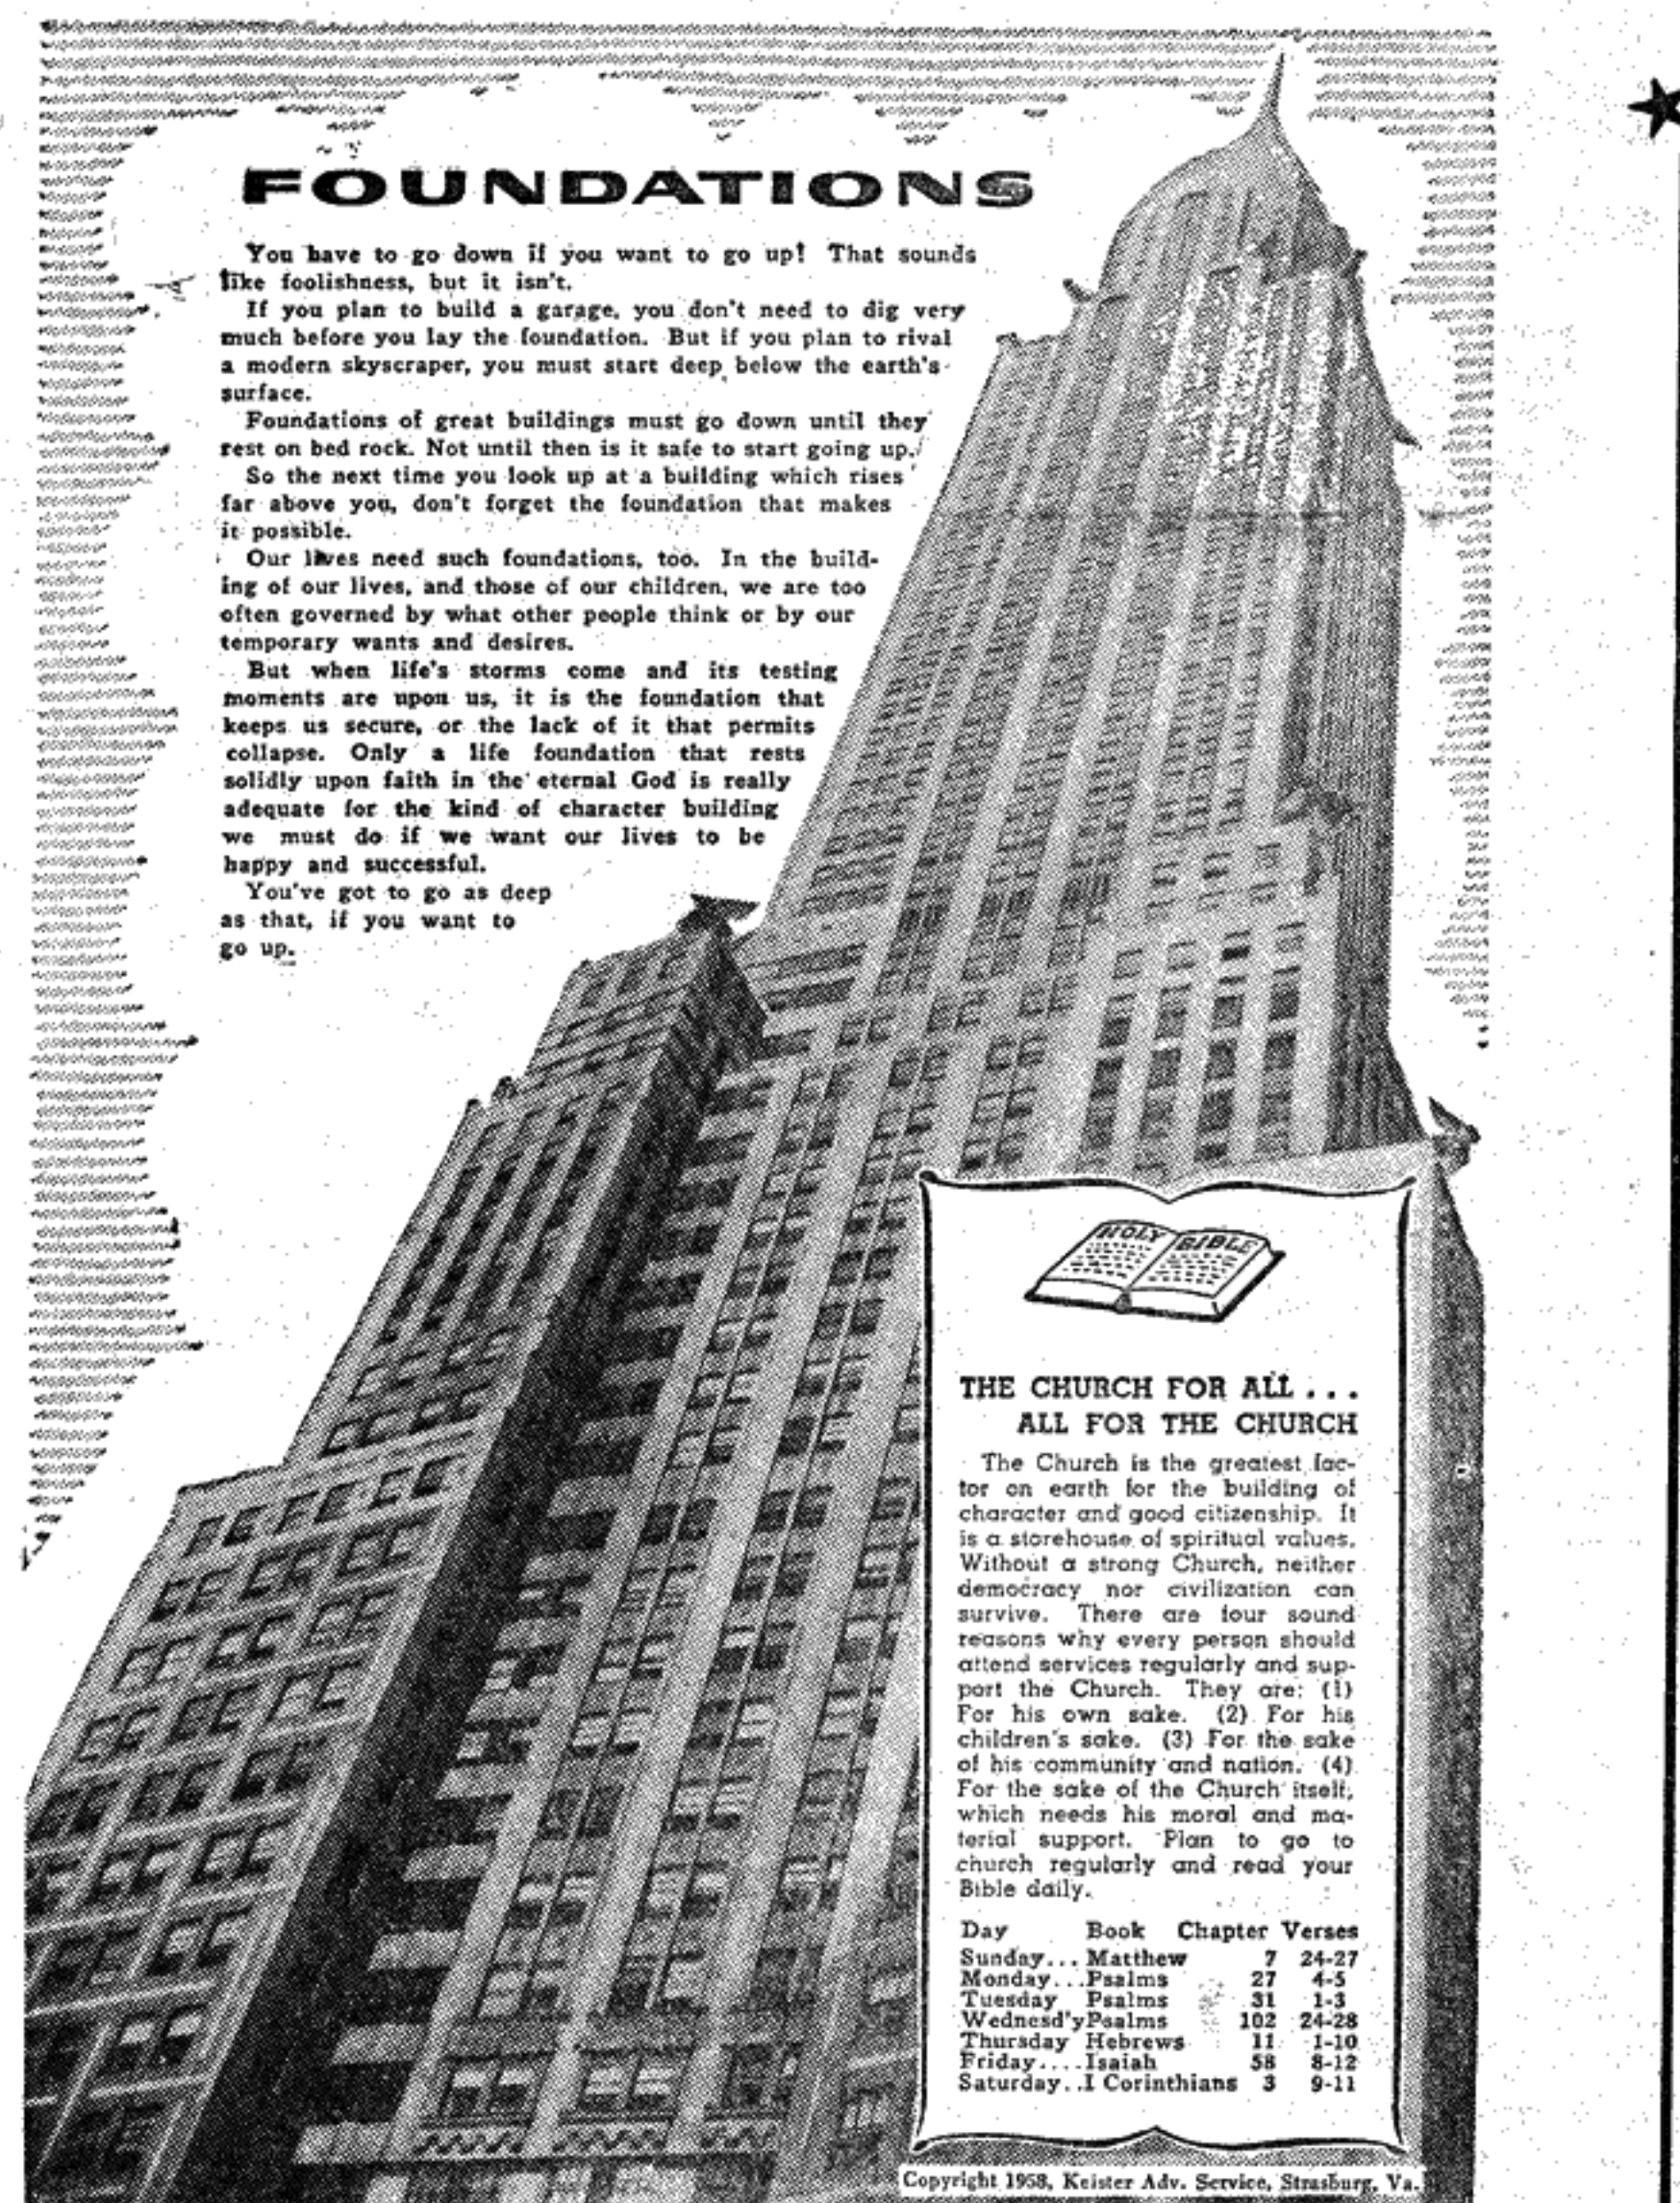 FOUNDATIONS
You have to go down if you want to go up! That sounds
like foolishness, but it isn't.
If you plan to build a garage, you don't need to dig very
much before you lay the foundation. But if you plan to rival
a modern skyscraper, you must start deep below the earth's
surface.
Foundations of great buildings must go down until they
rest on bed rock. Not until then is it safe to start going up.
So the next time you look up at a building which rises
far above you, don't forget the foundation that makes
it possible.
Our lives need such foundations, too. In the build-
ing of our lives, and those of our children, we are too
often governed by what other people think or by our
temporary wants and desires.
But when life's storms come and its testing
moments are upon us, it is the foundation that
keeps us secure, or the lack of it that permits
collapse. Only a life foundation that rests
solidly upon faith in the eternal God is really
adequate for the kind of character building
we must do if we want our lives to be
happy and successful.
You've got to go as deep
as that, if you want to
go up.
HOLY BIBLE
THE CHURCH FOR ALL . . .
ALL FOR THE CHURCH
The Church is the greatest fac-
tor on earth for the building of
character and good citizenship. It
is a storehouse of spiritual values.
Without a strong Church, neither
democracy nor civilization can
survive. There are four sound
reasons why every person should
attend services regularly and sup-
port the Church. They are: (1)
For his own sake. (2) For his
children's sake. (3) For the sake
of his community and nation. (4)
For the sake of the Church itself,
which needs his moral and ma-
terial support. Plan to go to
church regularly and read your
Bible daily.
Day Book Chapter Verses
Sunday... Matthew 7 24-27
Monday...Psalms 27 4-5
Tuesday Psalms 31 1-3
Wednesd'y Psalms 102 24-28
Thursday Hebrews 11 1-10
Friday....Isaiah 58 8-12
Saturday..I Corinthians 3 9-11
Copyright 1958, Keister Adv. Service, Strasburg, Va.